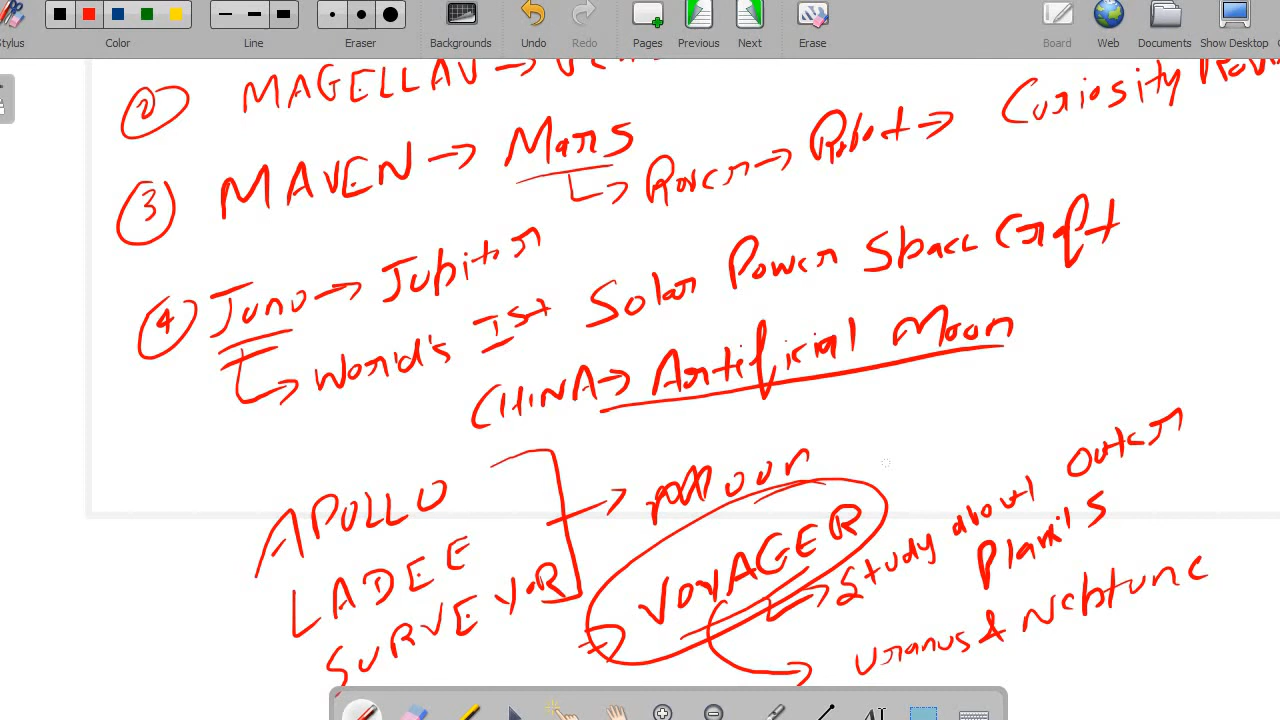 Stylus Color Line Eraser Backgrounds Undo Redo Pages Previous Next Erase Board Web Documents Show Desktop
② MAGELLAN →
③ MAVEN → Mars → Rover → Robot → Curiosity
④ Juno → Jupiter
→ World's Ist Solar Power Space Craft
CHINA → Artificial Moon
APOLLO
LADEE
SURVEYOR
→ Moon
VOYAGER
→ Study about Outer
Planets
Uranus & Neptune